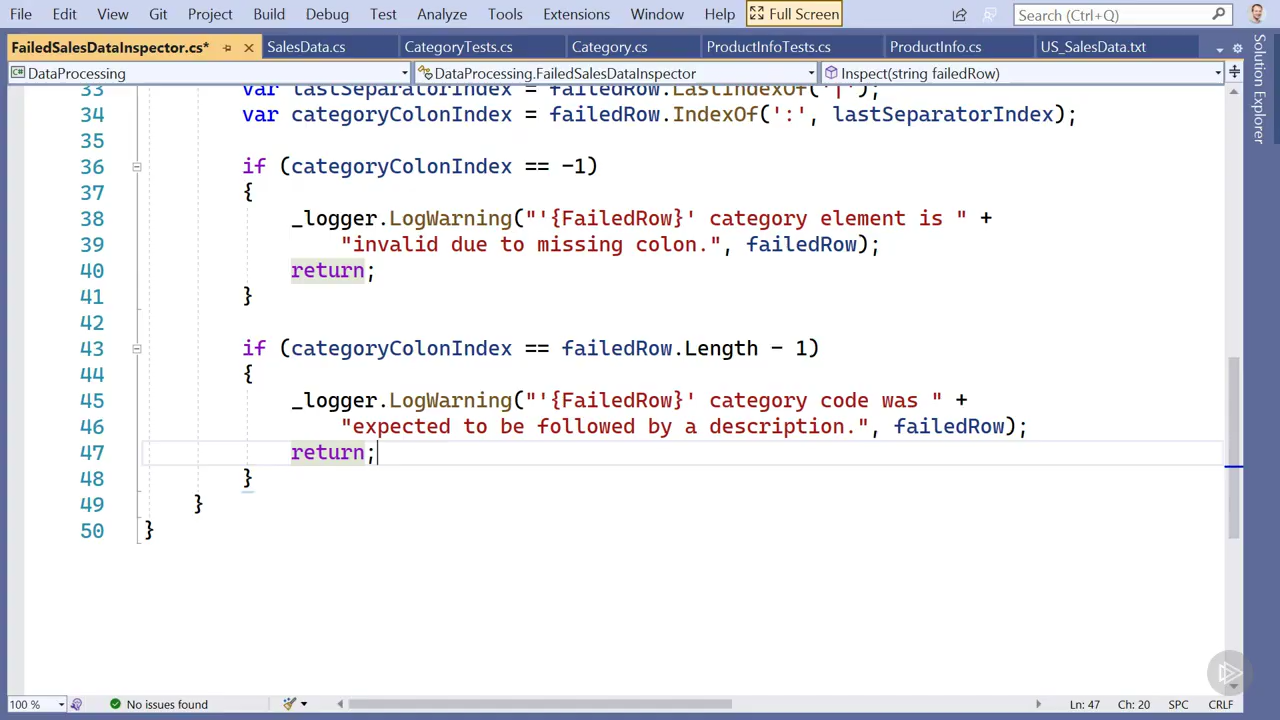 File Edit View Git Project Build Debug Test Analyze Tools Extensions Window Help Full Screen Search (Ctrl+Q)
FailedSalesDataInspector.cs* SalesData.cs CategoryTests.cs Category.cs ProductInfoTests.cs ProductInfo.cs US_SalesData.txt
DataProcessing DataProcessing.FailedSalesDataInspector Inspect(string failedRow)
Solution Explorer
33 var lastSeparatorIndex = failedRow.LastIndexOf('|');
34 var categoryColonIndex = failedRow.IndexOf(':', lastSeparatorIndex);
35
36 if (categoryColonIndex == -1)
37 {
38 _logger.LogWarning("'{FailedRow}' category element is " +
39 "invalid due to missing colon.", failedRow);
40 return;
41 }
42
43 if (categoryColonIndex == failedRow.Length - 1)
44 {
45 _logger.LogWarning("'{FailedRow}' category code was " +
46 "expected to be followed by a description.", failedRow);
47 return;
48 }
49 }
50 }
100 % No issues found Ln: 47 Ch: 20 SPC CRLF